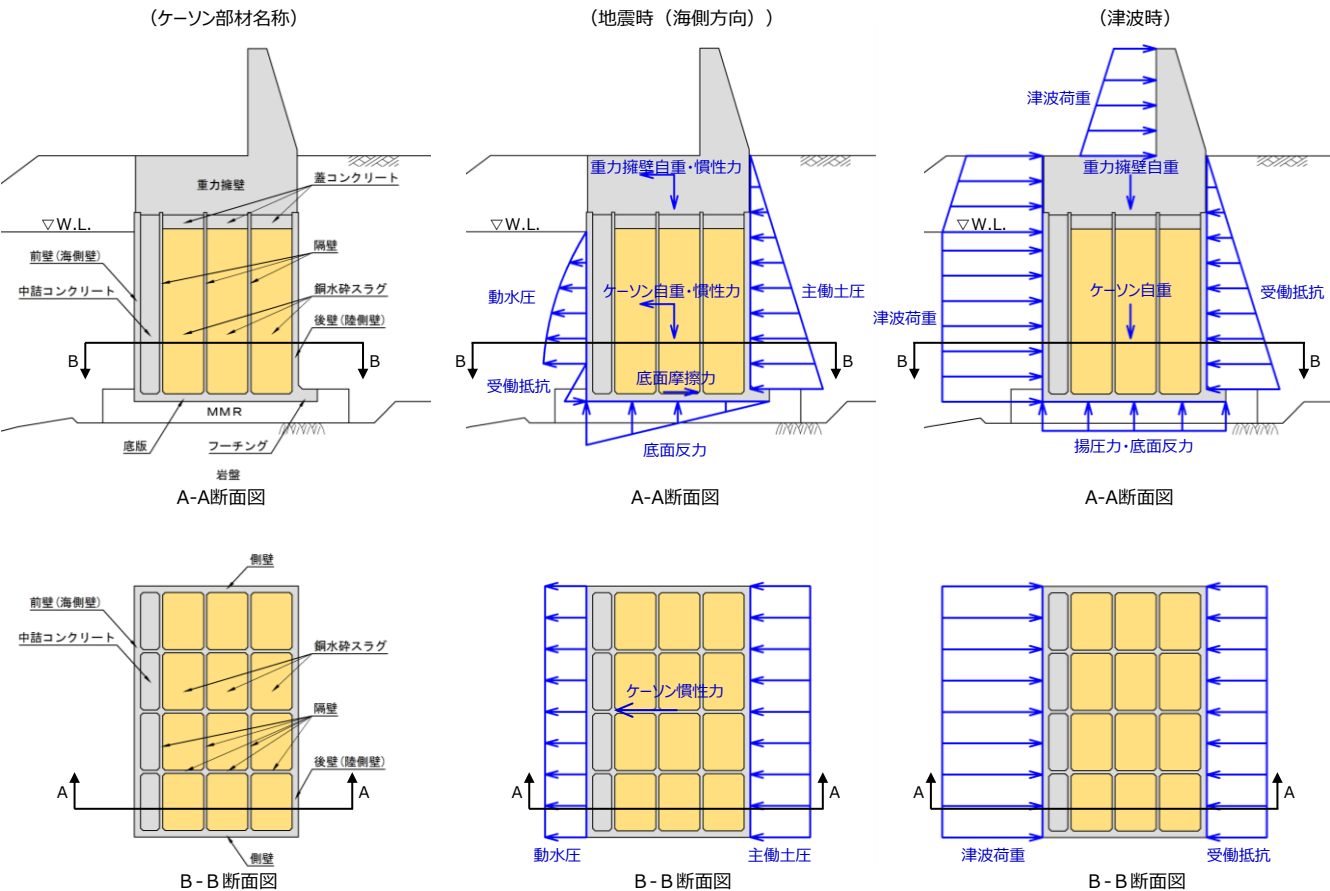 （ケーソン部材名称）
重力擁壁
蓋コンクリート
▽W.L.
前壁(海側壁)
中詰コンクリート
隔壁
銅水砕スラグ
後壁(陸側壁)
B
B
MMR
底版
フーチング
岩盤
A-A断面図
側壁
前壁(海側壁)
中詰コンクリート
銅水砕スラグ
隔壁
後壁(陸側壁)
A
A
側壁
B-B断面図
（地震時（海側方向））
重力擁壁自重・慣性力
▽W.L.
動水圧
ケーソン自重・慣性力
主働土圧
B
B
受働抵抗
底面摩擦力
底面反力
A-A断面図
ケーソン慣性力
A
A
動水圧
主働土圧
B-B断面図
（津波時）
津波荷重
重力擁壁自重
▽W.L.
ケーソン自重
受働抵抗
津波荷重
B
B
揚圧力・底面反力
A-A断面図
A
A
津波荷重
受働抵抗
B-B断面図